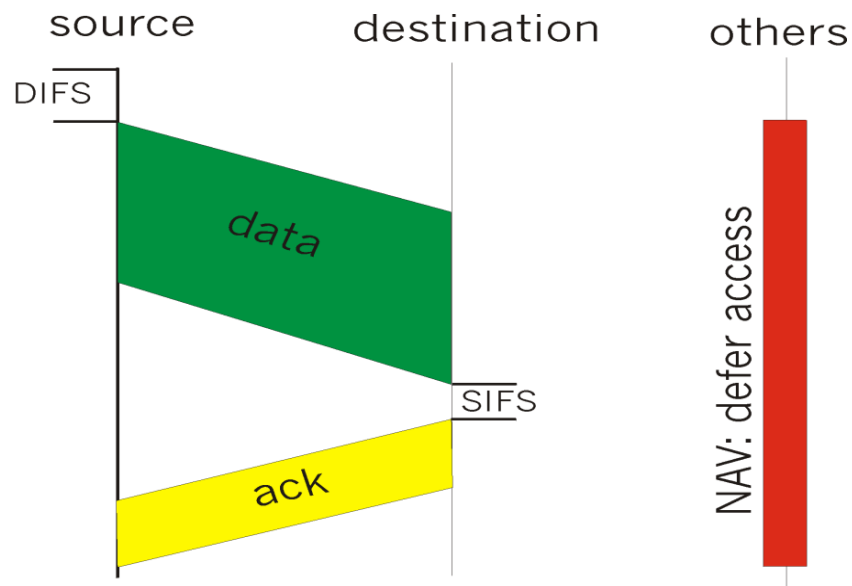 source
destination
others
DIFS
data
SIFS
ack
NAV: defer access